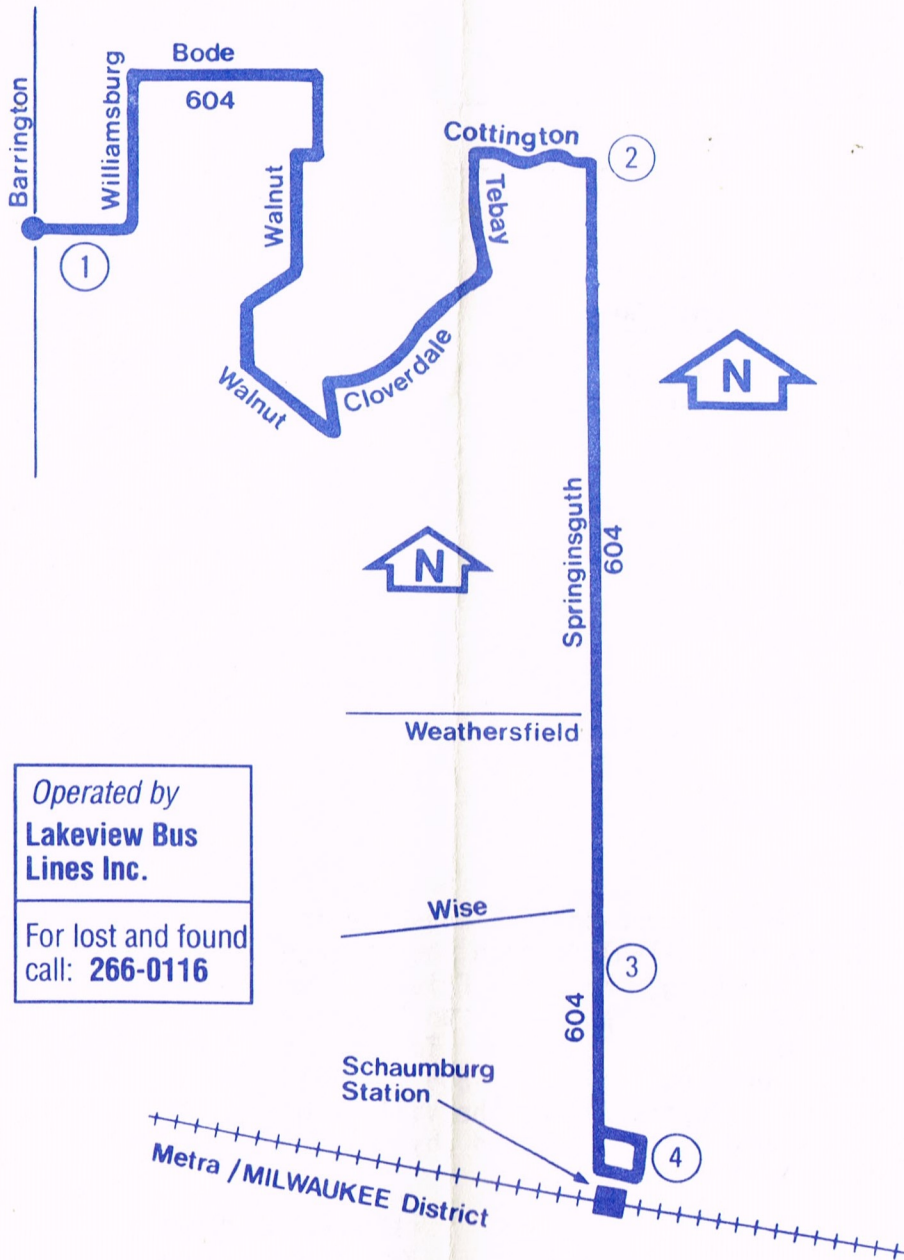 Bode
604
Barrington
Williamsburg
1
Walnut
Walnut
Cloverdale
Tebay
Cottington
2
N
N
Springinsguth
604
Weathersfield
Operated by
Lakeview Bus
Lines Inc.
For lost and found
call: 266-0116
Wise
3
604
Schaumburg
Station
4
Metra/MILWAUKEE District